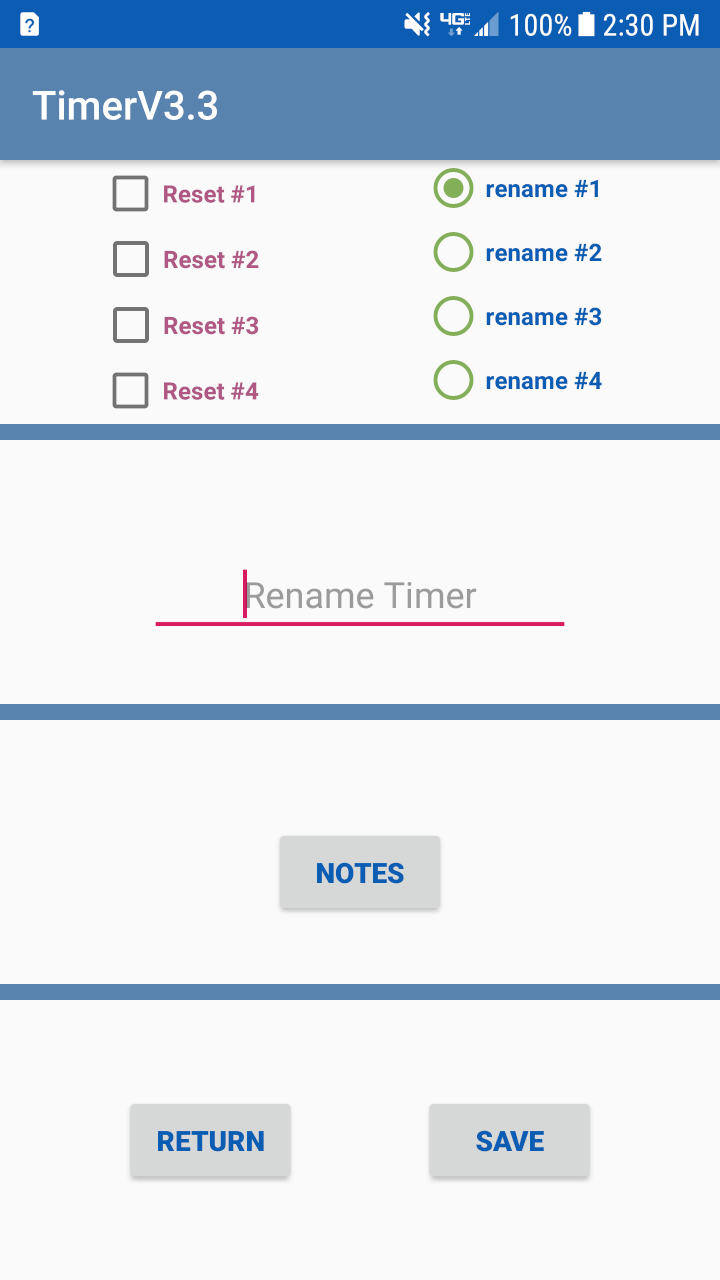 4G LTE 100% 2:30 PM
TimerV3.3
Reset #1 rename #1
Reset #2 rename #2
Reset #3 rename #3
Reset #4 rename #4
Rename Timer
NOTES
RETURN SAVE